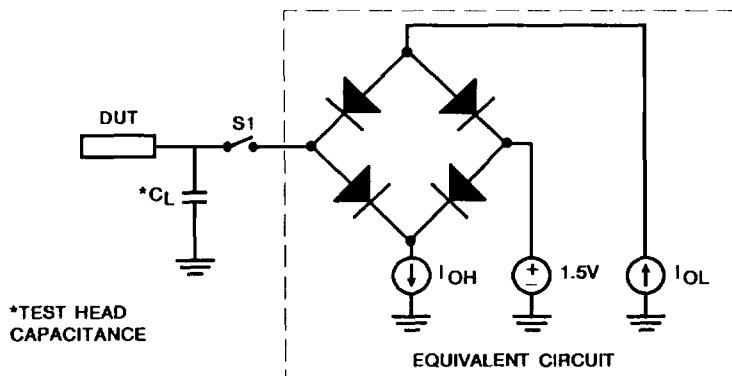 DUT
S1
*CL
IOH
+
−
1.5V
IOL
*TEST HEAD
CAPACITANCE
EQUIVALENT CIRCUIT